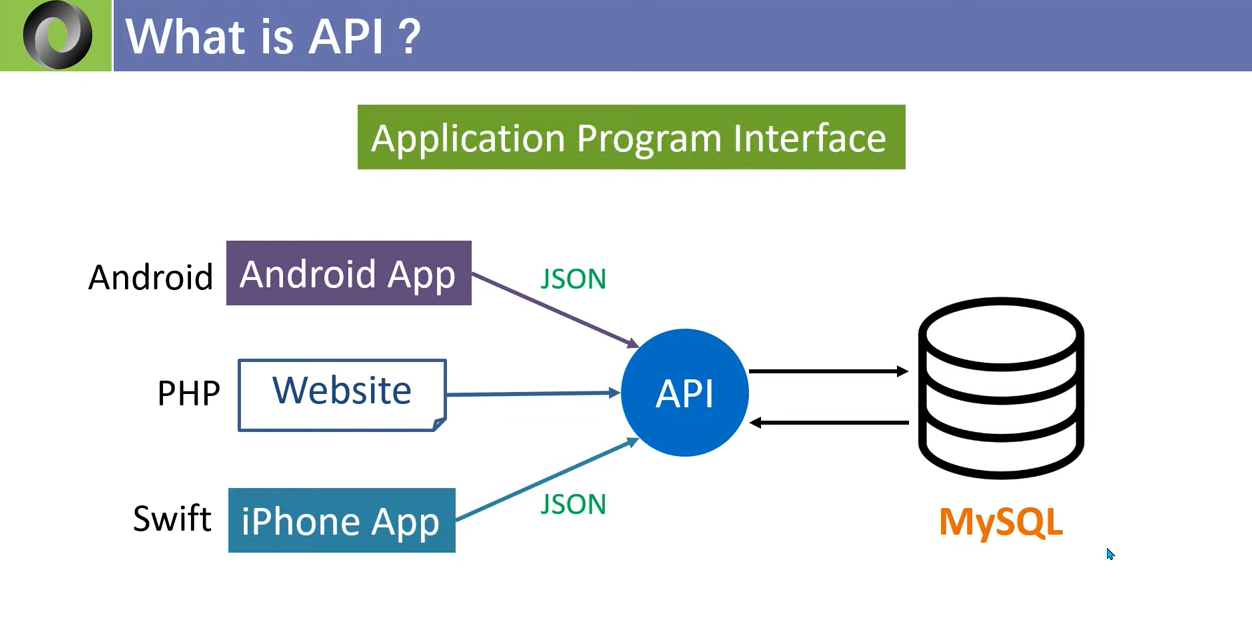 What is API ?
Application Program Interface
Android
Android App
JSON
PHP
Website
API
Swift
iPhone App
JSON
MySQL